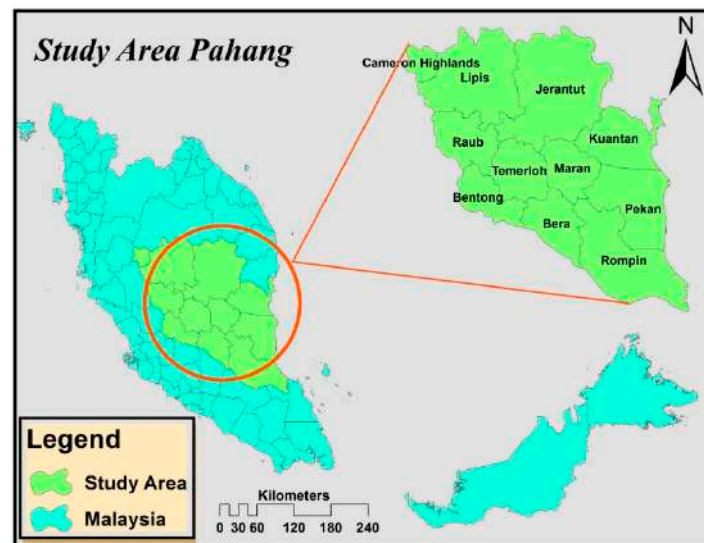 Study Area Pahang
N
Cameron Highlands
Lipis
Jerantut
Raub
Kuantan
Temerloh
Maran
Bentong
Pekan
Bera
Rompin
Legend
Study Area
Malaysia
Kilometers
0 30 60 120 180 240